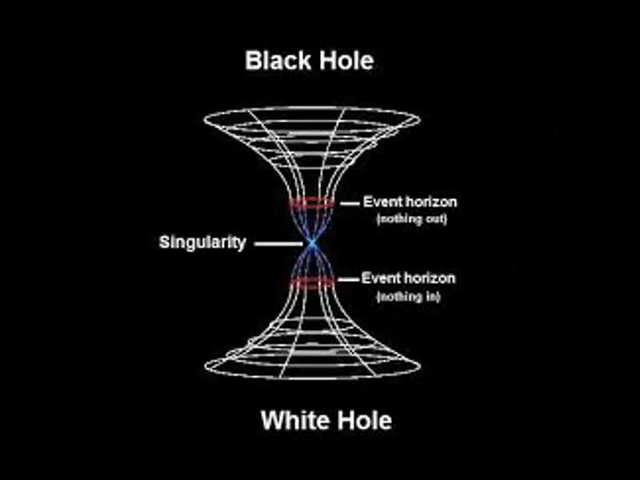 Black Hole
Event horizon
(nothing out)
Singularity
Event horizon
(nothing in)
White Hole